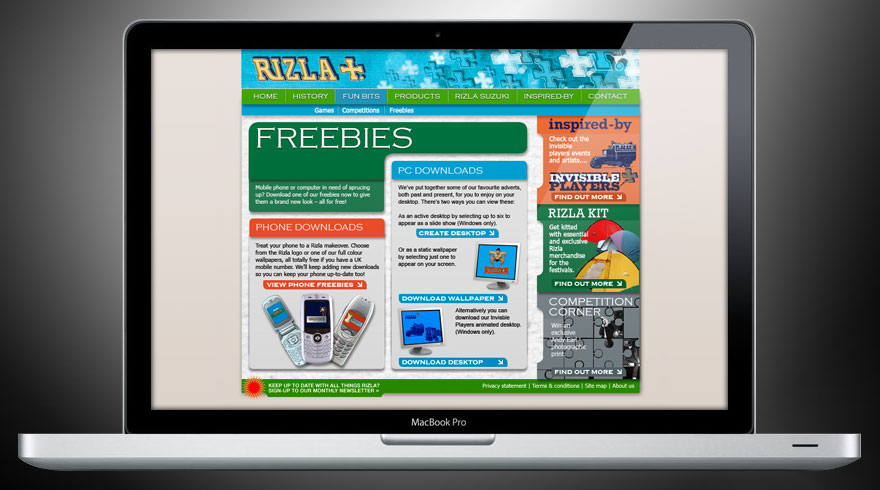 RIZLA +
HOME
HISTORY
FUN BITS
PRODUCTS
RIZLA SUZUKI
INSPIRED-BY
CONTACT
Games
Competitions
Freebies
FREEBIES
Mobile phone or computer in need of sprucing
up? Download one of our freebies now to give
them a brand new look – all for free!
PHONE DOWNLOADS
Treat your phone to a Rizla makeover. Choose
from the Rizla logo or one of our full colour
wallpapers, all totally free if you have a UK
mobile number. We'll keep adding new downloads
so you can keep your phone up-to-date too!
VIEW PHONE FREEBIES
PC DOWNLOADS
We've put together some of our favourite adverts,
both past and present, for you to enjoy on your
desktop. There's two ways you can view these:
As an active desktop by selecting up to six to
appear as a slide show (Windows only).
CREATE DESKTOP
Or as a static wallpaper
by selecting just one to
appear on your screen.
DOWNLOAD WALLPAPER
Alternatively you can
download our Invisible
Players animated desktop.
(Windows only).
DOWNLOAD DESKTOP
inspired-by
Check out the
invisible
players events
and artists....
INVISIBLE
PLAYERS
FIND OUT MORE
RIZLA KIT
Get kitted
with essential
and exclusive
Rizla
merchandise
for the
festivals.
FIND OUT MORE
COMPETITION
CORNER
Win an
exclusive
Andy Earl
photographic
print
FIND OUT MORE
KEEP UP TO DATE WITH ALL THINGS RIZLA?
SIGN-UP TO OUR MONTHLY NEWSLETTER »
Privacy statement | Terms & conditions | Site map | About us
MacBook Pro